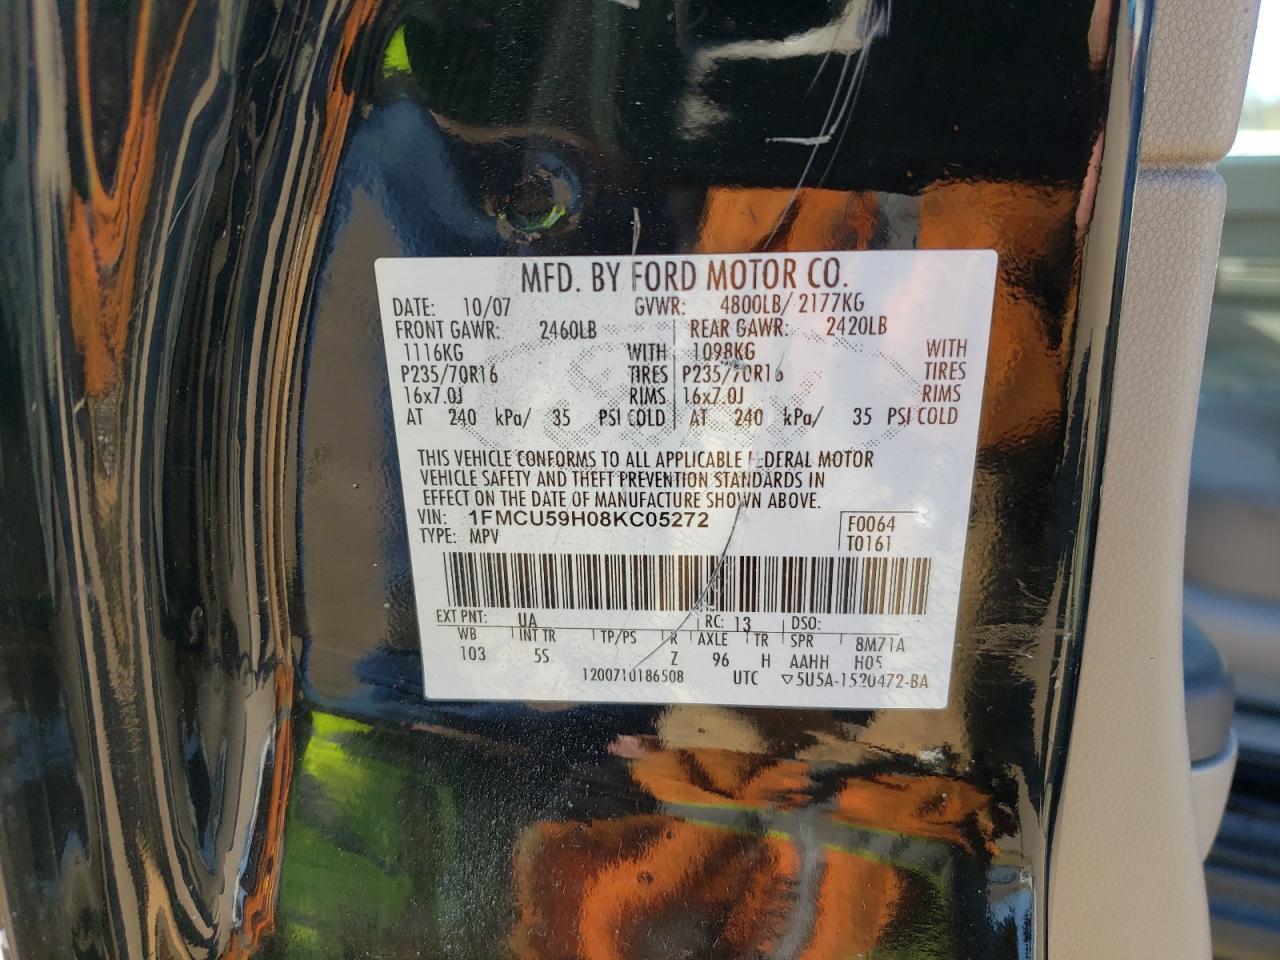 MFD. BY FORD MOTOR CO.
DATE: 10/07 GVWR: 4800LB/ 2177KG
FRONT GAWR: 2460LB REAR GAWR: 2420LB
1116KG WITH 1098KG WITH
P235/70R16 TIRES P235/70R16 TIRES
16x7.0J RIMS 16x7.0J RIMS
AT 240 kPa/ 35 PSI COLD AT 240 kPa/ 35 PSI COLD
THIS VEHICLE CONFORMS TO ALL APPLICABLE FEDERAL MOTOR
VEHICLE SAFETY AND THEFT PREVENTION STANDARDS IN
EFFECT ON THE DATE OF MANUFACTURE SHOWN ABOVE.
VIN: 1FMCU59H08KC05272 F0064
TYPE: MPV T0161
EXT PNT: UA RC: 13 DSO:
WB INT TR TP/PS R AXLE TR SPR 8M71A
103 5S Z 96 H AAHH H05
1200710186508 UTC ▽5U5A-1520472-BA